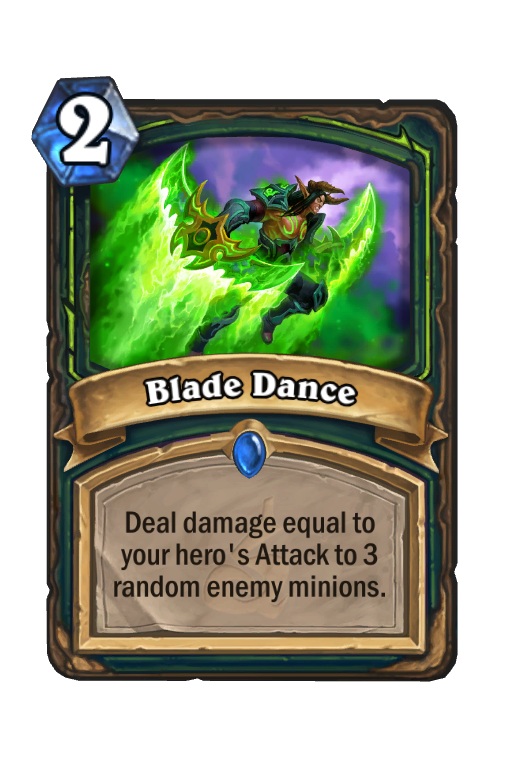 2
Blade Dance
Deal damage equal to
your hero's Attack to 3
random enemy minions.